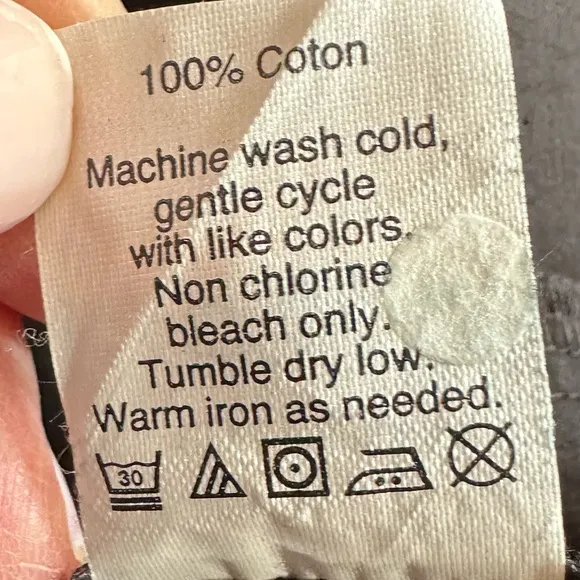 100% Coton
Machine wash cold,
gentle cycle
with like colors.
Non chlorine
bleach only.
Tumble dry low.
Warm iron as needed.
30